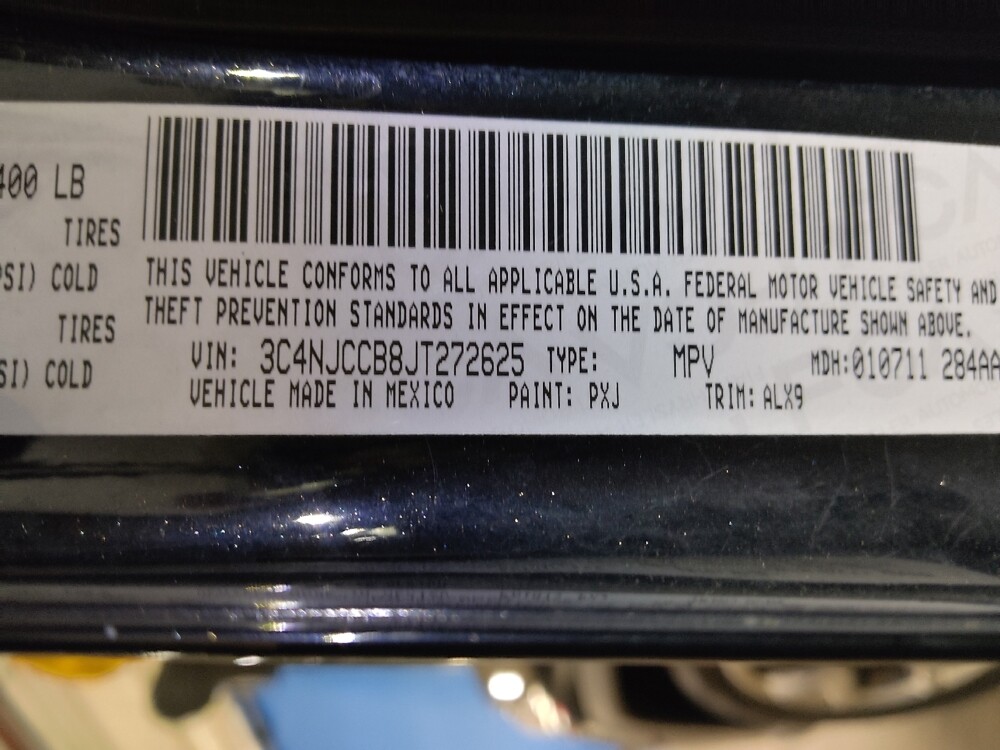 400 LB
TIRES
PSI) COLD
TIRES
SI) COLD
THIS VEHICLE CONFORMS TO ALL APPLICABLE U.S.A. FEDERAL MOTOR VEHICLE SAFETY AND
THEFT PREVENTION STANDARDS IN EFFECT ON THE DATE OF MANUFACTURE SHOWN ABOVE.
VIN: 3C4NJCCB8JT272625 TYPE: MPV MDH:010711 284AA
VEHICLE MADE IN MEXICO PAINT: PXJ TRIM: ALX9